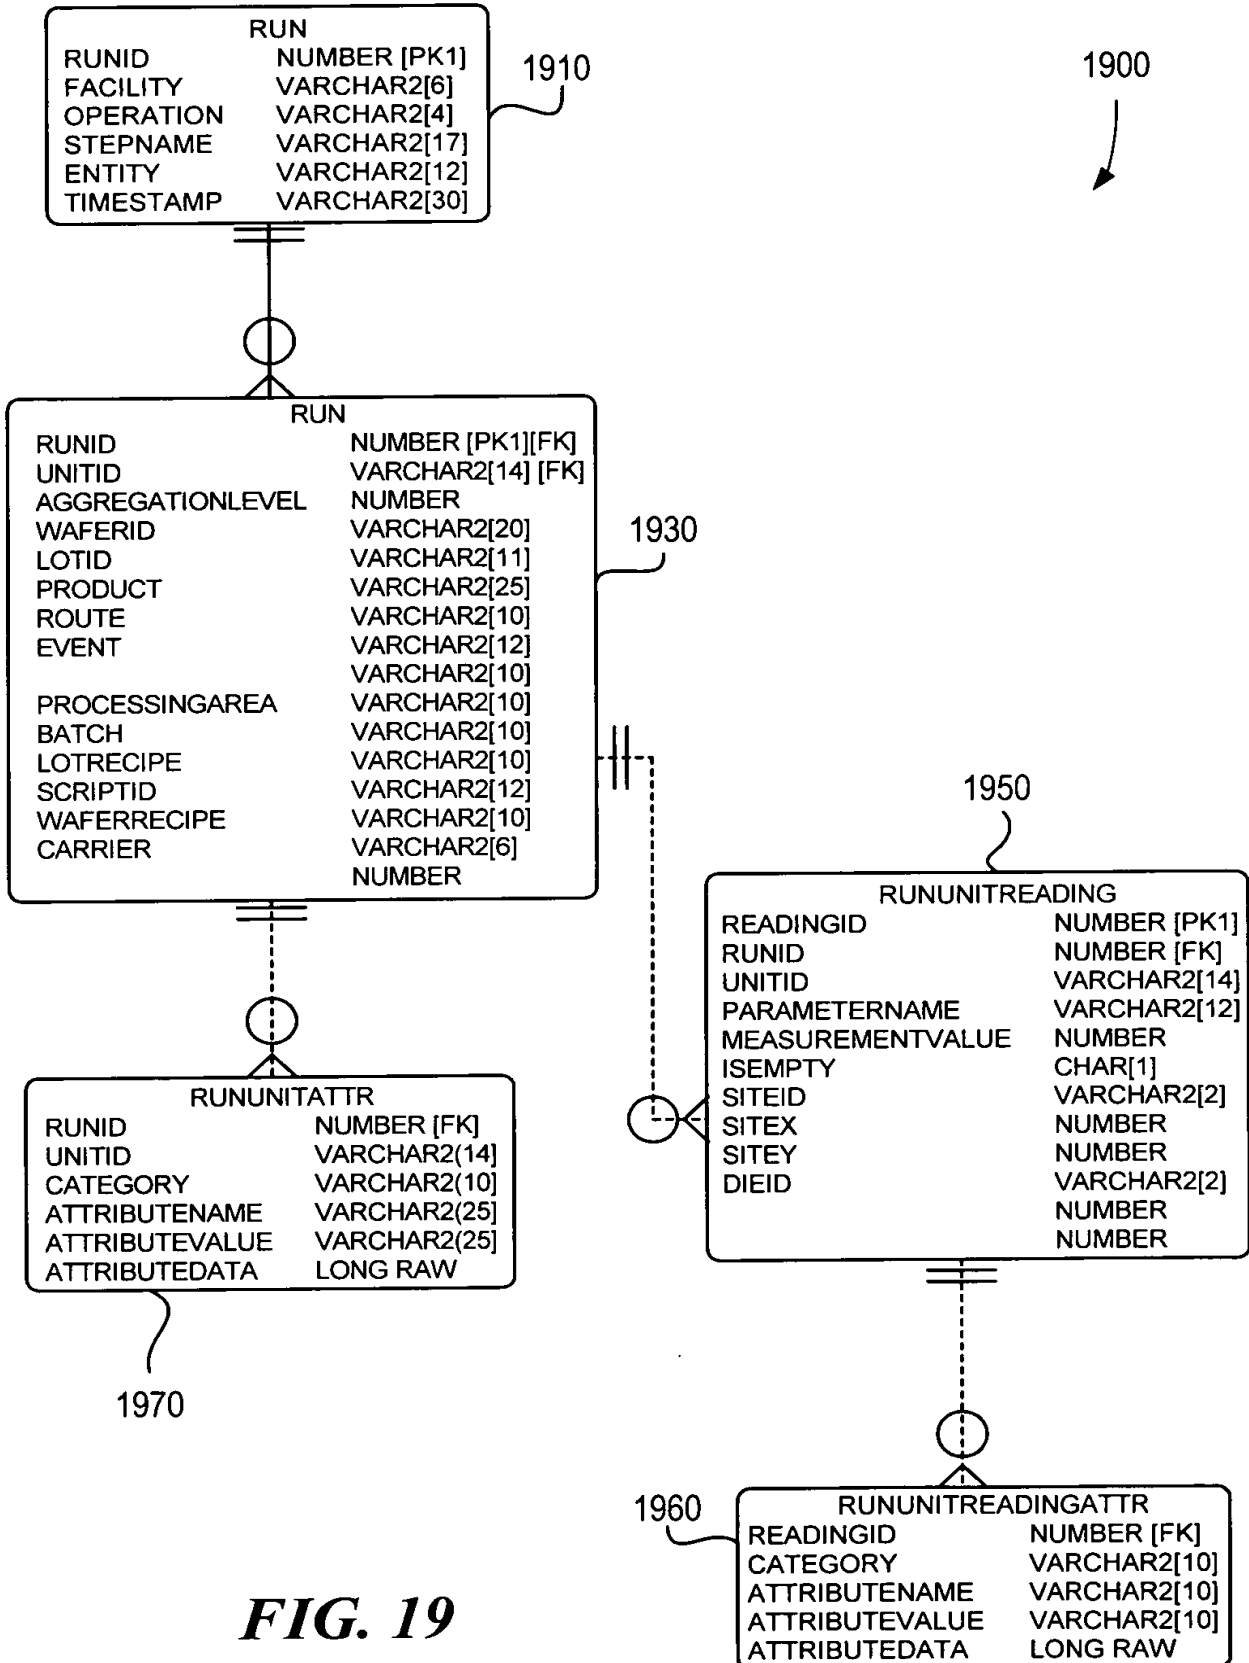 RUN
RUNID NUMBER [PK1]
FACILITY VARCHAR2[6]
OPERATION VARCHAR2[4]
STEPNAME VARCHAR2[17]
ENTITY VARCHAR2[12]
TIMESTAMP VARCHAR2[30]
1910
1900
RUN
RUNID NUMBER [PK1][FK]
UNITID VARCHAR2[14] [FK]
AGGREGATIONLEVEL NUMBER
WAFERID VARCHAR2[20]
LOTID VARCHAR2[11]
PRODUCT VARCHAR2[25]
ROUTE VARCHAR2[10]
EVENT VARCHAR2[12]
VARCHAR2[10]
PROCESSINGAREA VARCHAR2[10]
BATCH VARCHAR2[10]
LOTRECIPE VARCHAR2[10]
SCRIPTID VARCHAR2[12]
WAFERRECIPE VARCHAR2[10]
CARRIER VARCHAR2[6]
NUMBER
1930
1950
RUNUNITREADING
READINGID NUMBER [PK1]
RUNID NUMBER [FK]
UNITID VARCHAR2[14]
PARAMETERNAME VARCHAR2[12]
MEASUREMENTVALUE NUMBER
ISEMPTY CHAR[1]
SITEID VARCHAR2[2]
SITEX NUMBER
SITEY NUMBER
DIEID VARCHAR2[2]
NUMBER
NUMBER
RUNUNITATTR
RUNID NUMBER [FK]
UNITID VARCHAR2(14]
CATEGORY VARCHAR2(10]
ATTRIBUTENAME VARCHAR2(25]
ATTRIBUTEVALUE VARCHAR2(25]
ATTRIBUTEDATA LONG RAW
1970
1960
RUNUNITREADINGATTR
READINGID NUMBER [FK]
CATEGORY VARCHAR2[10]
ATTRIBUTENAME VARCHAR2[10]
ATTRIBUTEVALUE VARCHAR2[10]
ATTRIBUTEDATA LONG RAW
FIG. 19